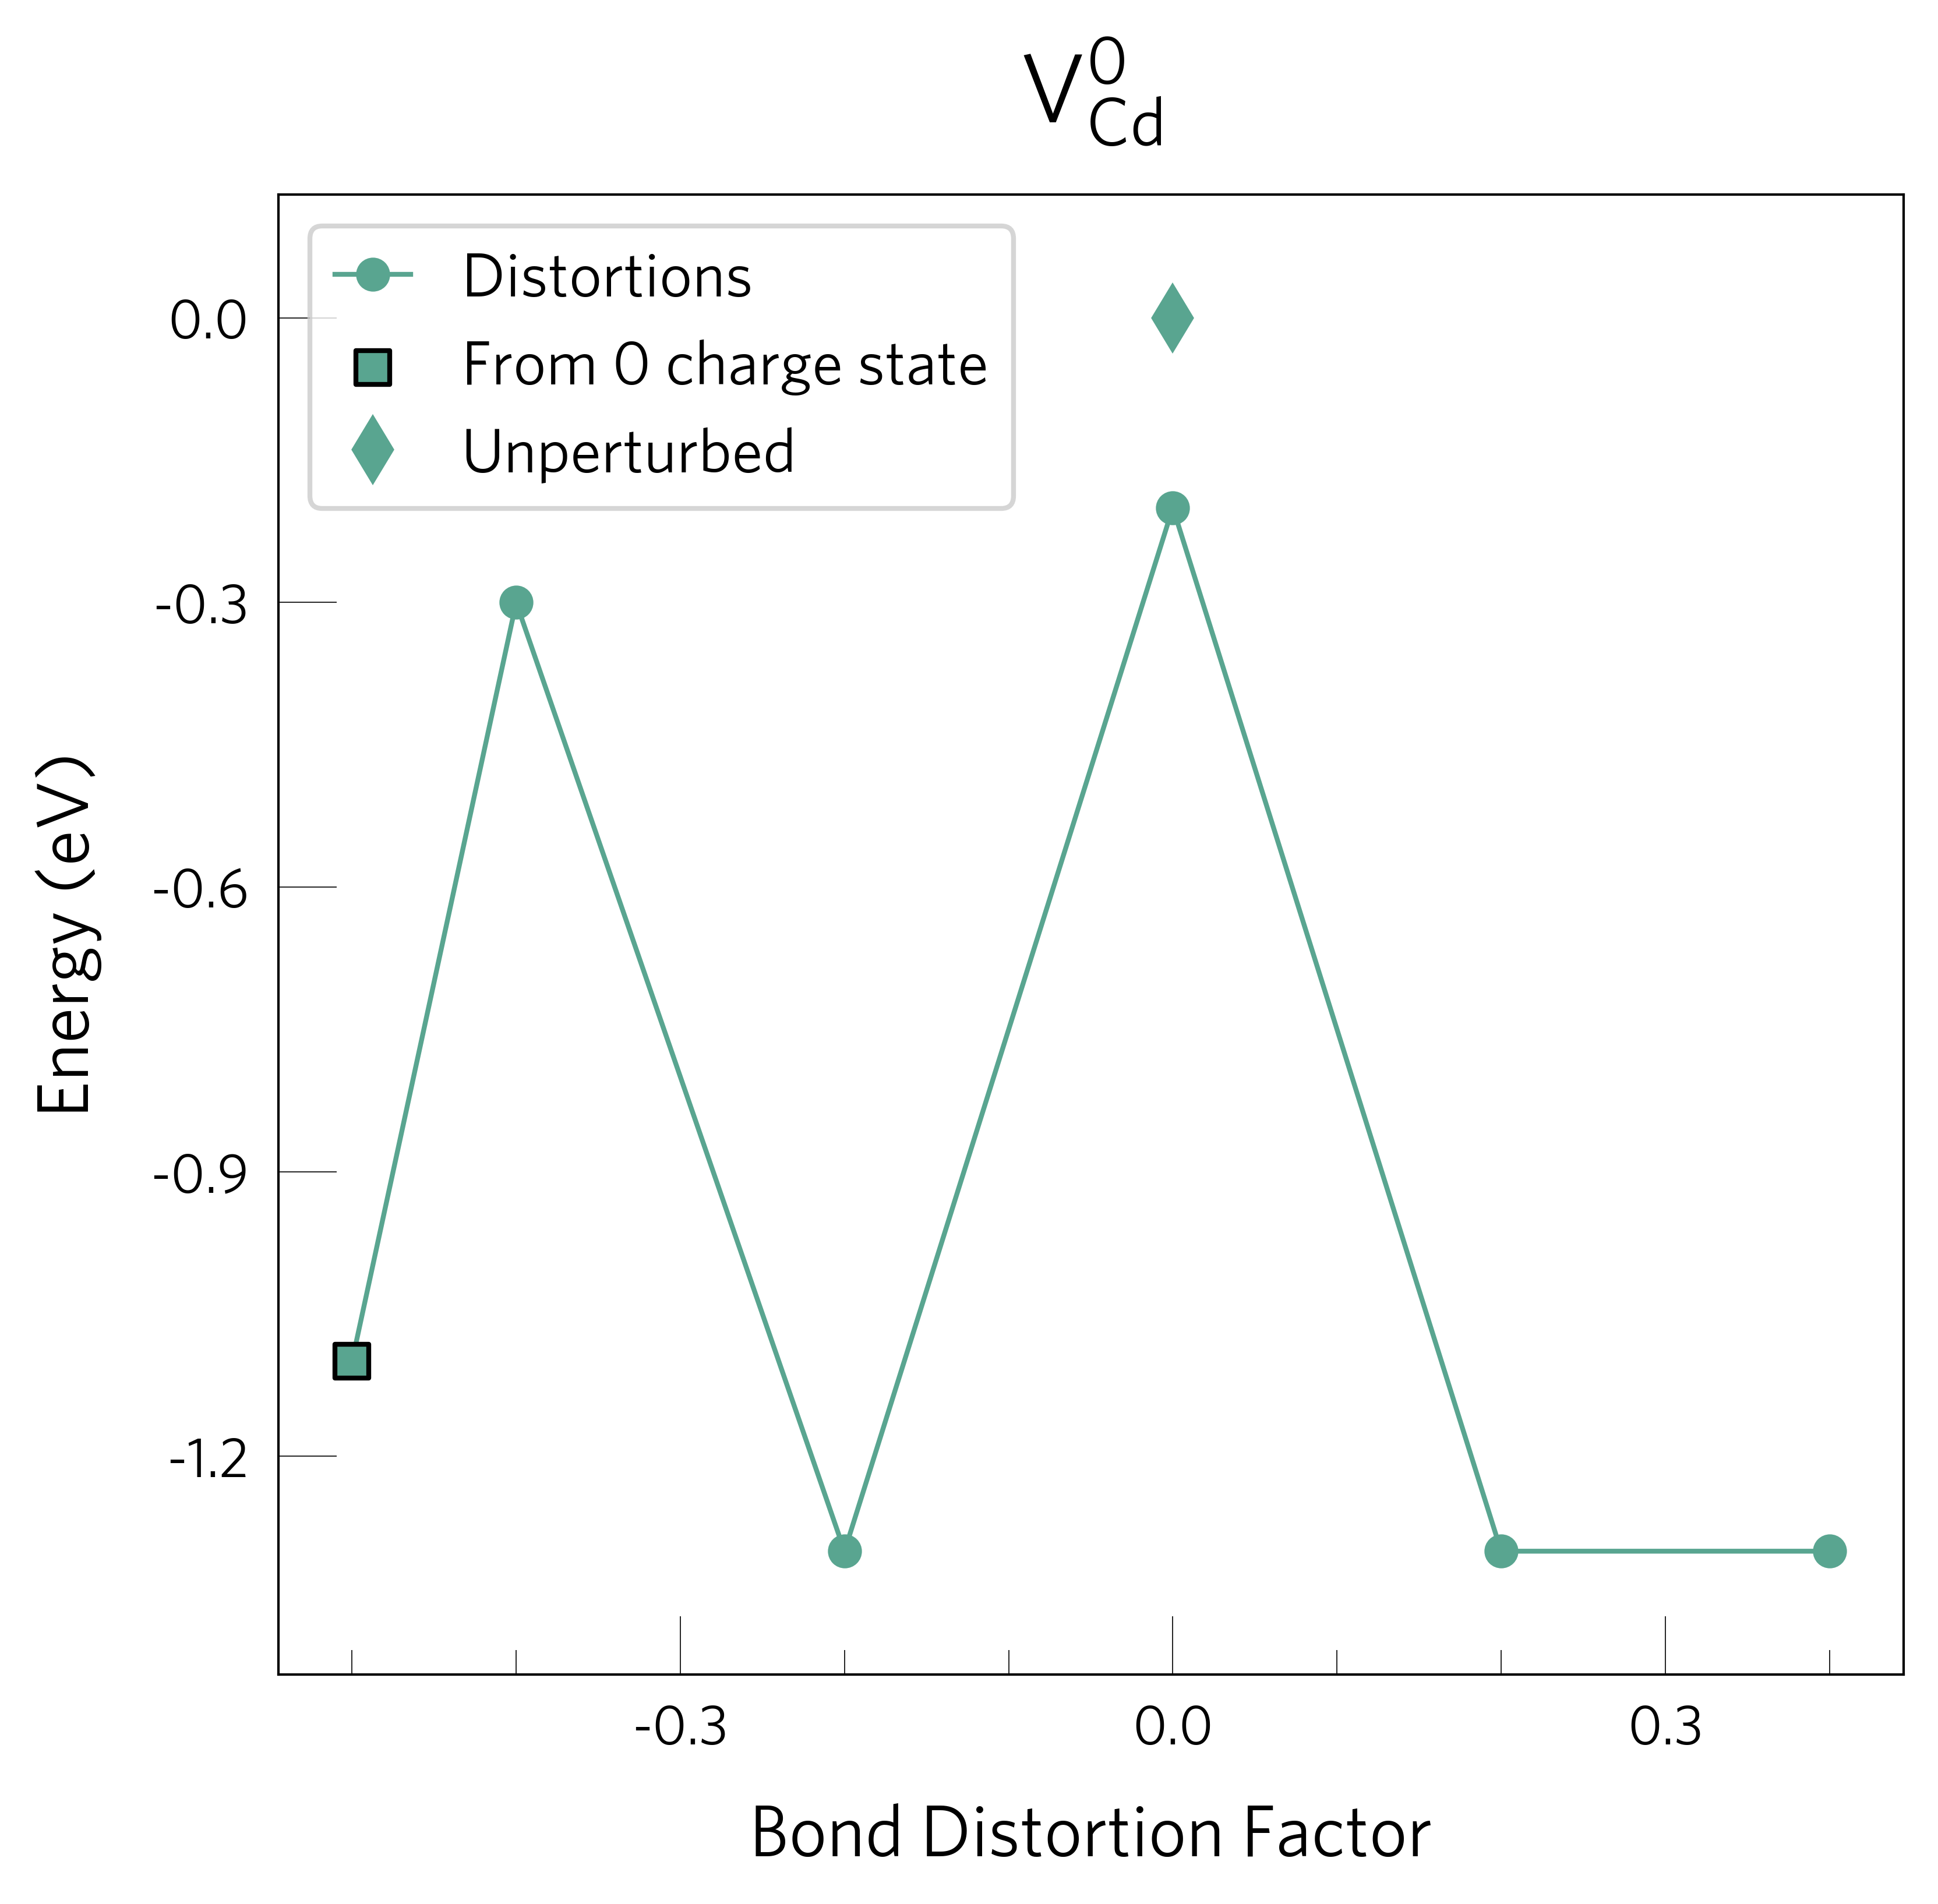 V⁰Cd
Distortions
From 0 charge state
Unperturbed
Energy (eV)
0.0
-0.3
-0.6
-0.9
-1.2
-0.3 0.0 0.3
Bond Distortion Factor